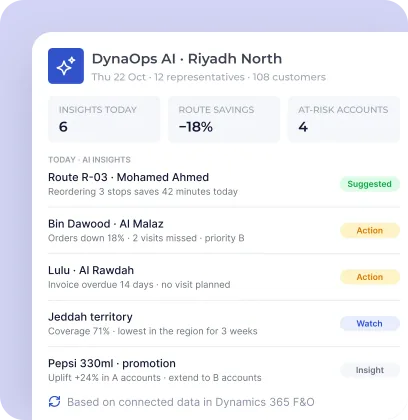 DynaOps AI · Riyadh North
Thu 22 Oct · 12 representatives · 108 customers
INSIGHTS TODAY
6
ROUTE SAVINGS
−18%
AT-RISK ACCOUNTS
4
TODAY · AI INSIGHTS
Route R-03 · Mohamed Ahmed
Reordering 3 stops saves 42 minutes today
Suggested
Bin Dawood · Al Malaz
Orders down 18% · 2 visits missed · priority B
Action
Lulu · Al Rawdah
Invoice overdue 14 days · no visit planned
Action
Jeddah territory
Coverage 71% · lowest in the region for 3 weeks
Watch
Pepsi 330ml · promotion
Uplift +24% in A accounts · extend to B accounts
Insight
Based on connected data in Dynamics 365 F&O